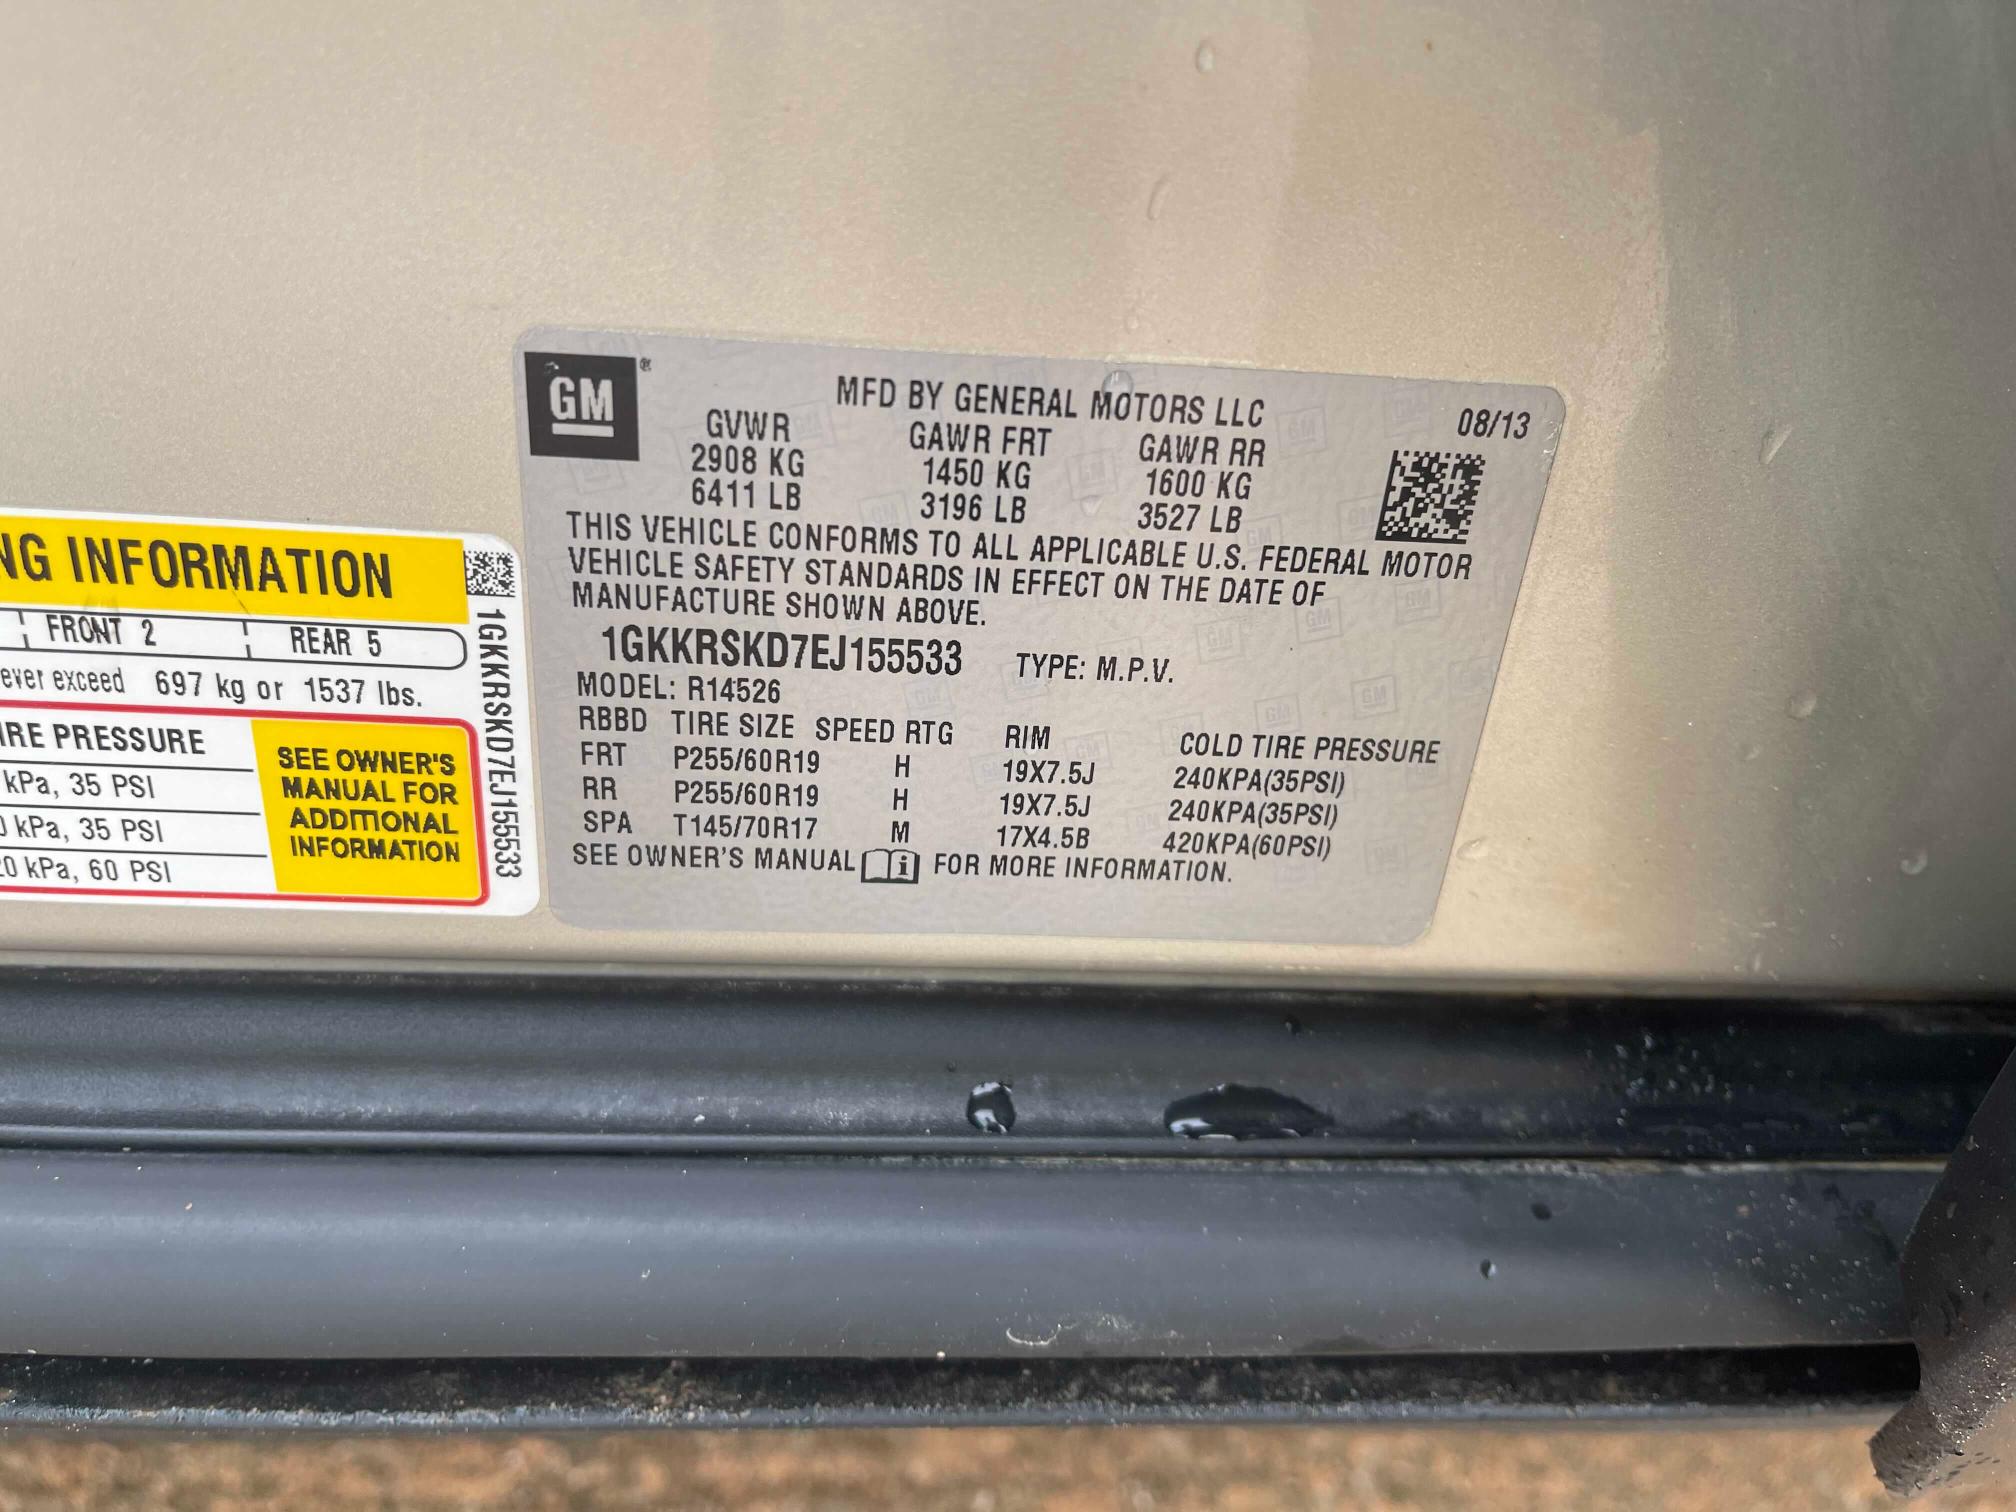 NG INFORMATION
FRONT 2 REAR 5
ever exceed 697 kg or 1537 lbs.
IRE PRESSURE
kPa, 35 PSI
0 kPa, 35 PSI
20 kPa, 60 PSI
SEE OWNER'S
MANUAL FOR
ADDITIONAL
INFORMATION
1GKKRSKD7EJ155533
GM®
MFD BY GENERAL MOTORS LLC 08/13
GVWR GAWR FRT GAWR RR
2908 KG 1450 KG 1600 KG
6411 LB 3196 LB 3527 LB
THIS VEHICLE CONFORMS TO ALL APPLICABLE U.S. FEDERAL MOTOR
VEHICLE SAFETY STANDARDS IN EFFECT ON THE DATE OF
MANUFACTURE SHOWN ABOVE.
1GKKRSKD7EJ155533 TYPE: M.P.V.
MODEL: R14526
RBBD TIRE SIZE SPEED RTG RIM COLD TIRE PRESSURE
FRT P255/60R19 H 19X7.5J 240KPA(35PSI)
RR P255/60R19 H 19X7.5J 240KPA(35PSI)
SPA T145/70R17 M 17X4.5B 420KPA(60PSI)
SEE OWNER'S MANUAL i FOR MORE INFORMATION.